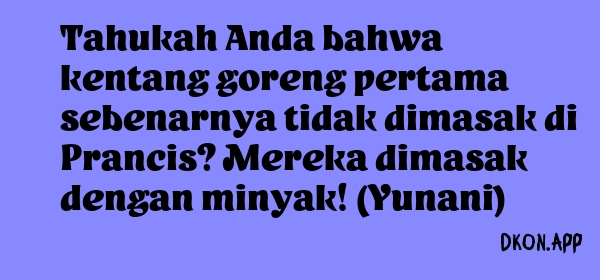 Tahukah Anda bahwa
kentang goreng pertama
sebenarnya tidak dimasak di
Prancis? Mereka dimasak
dengan minyak! (Yunani)
DKON.APP